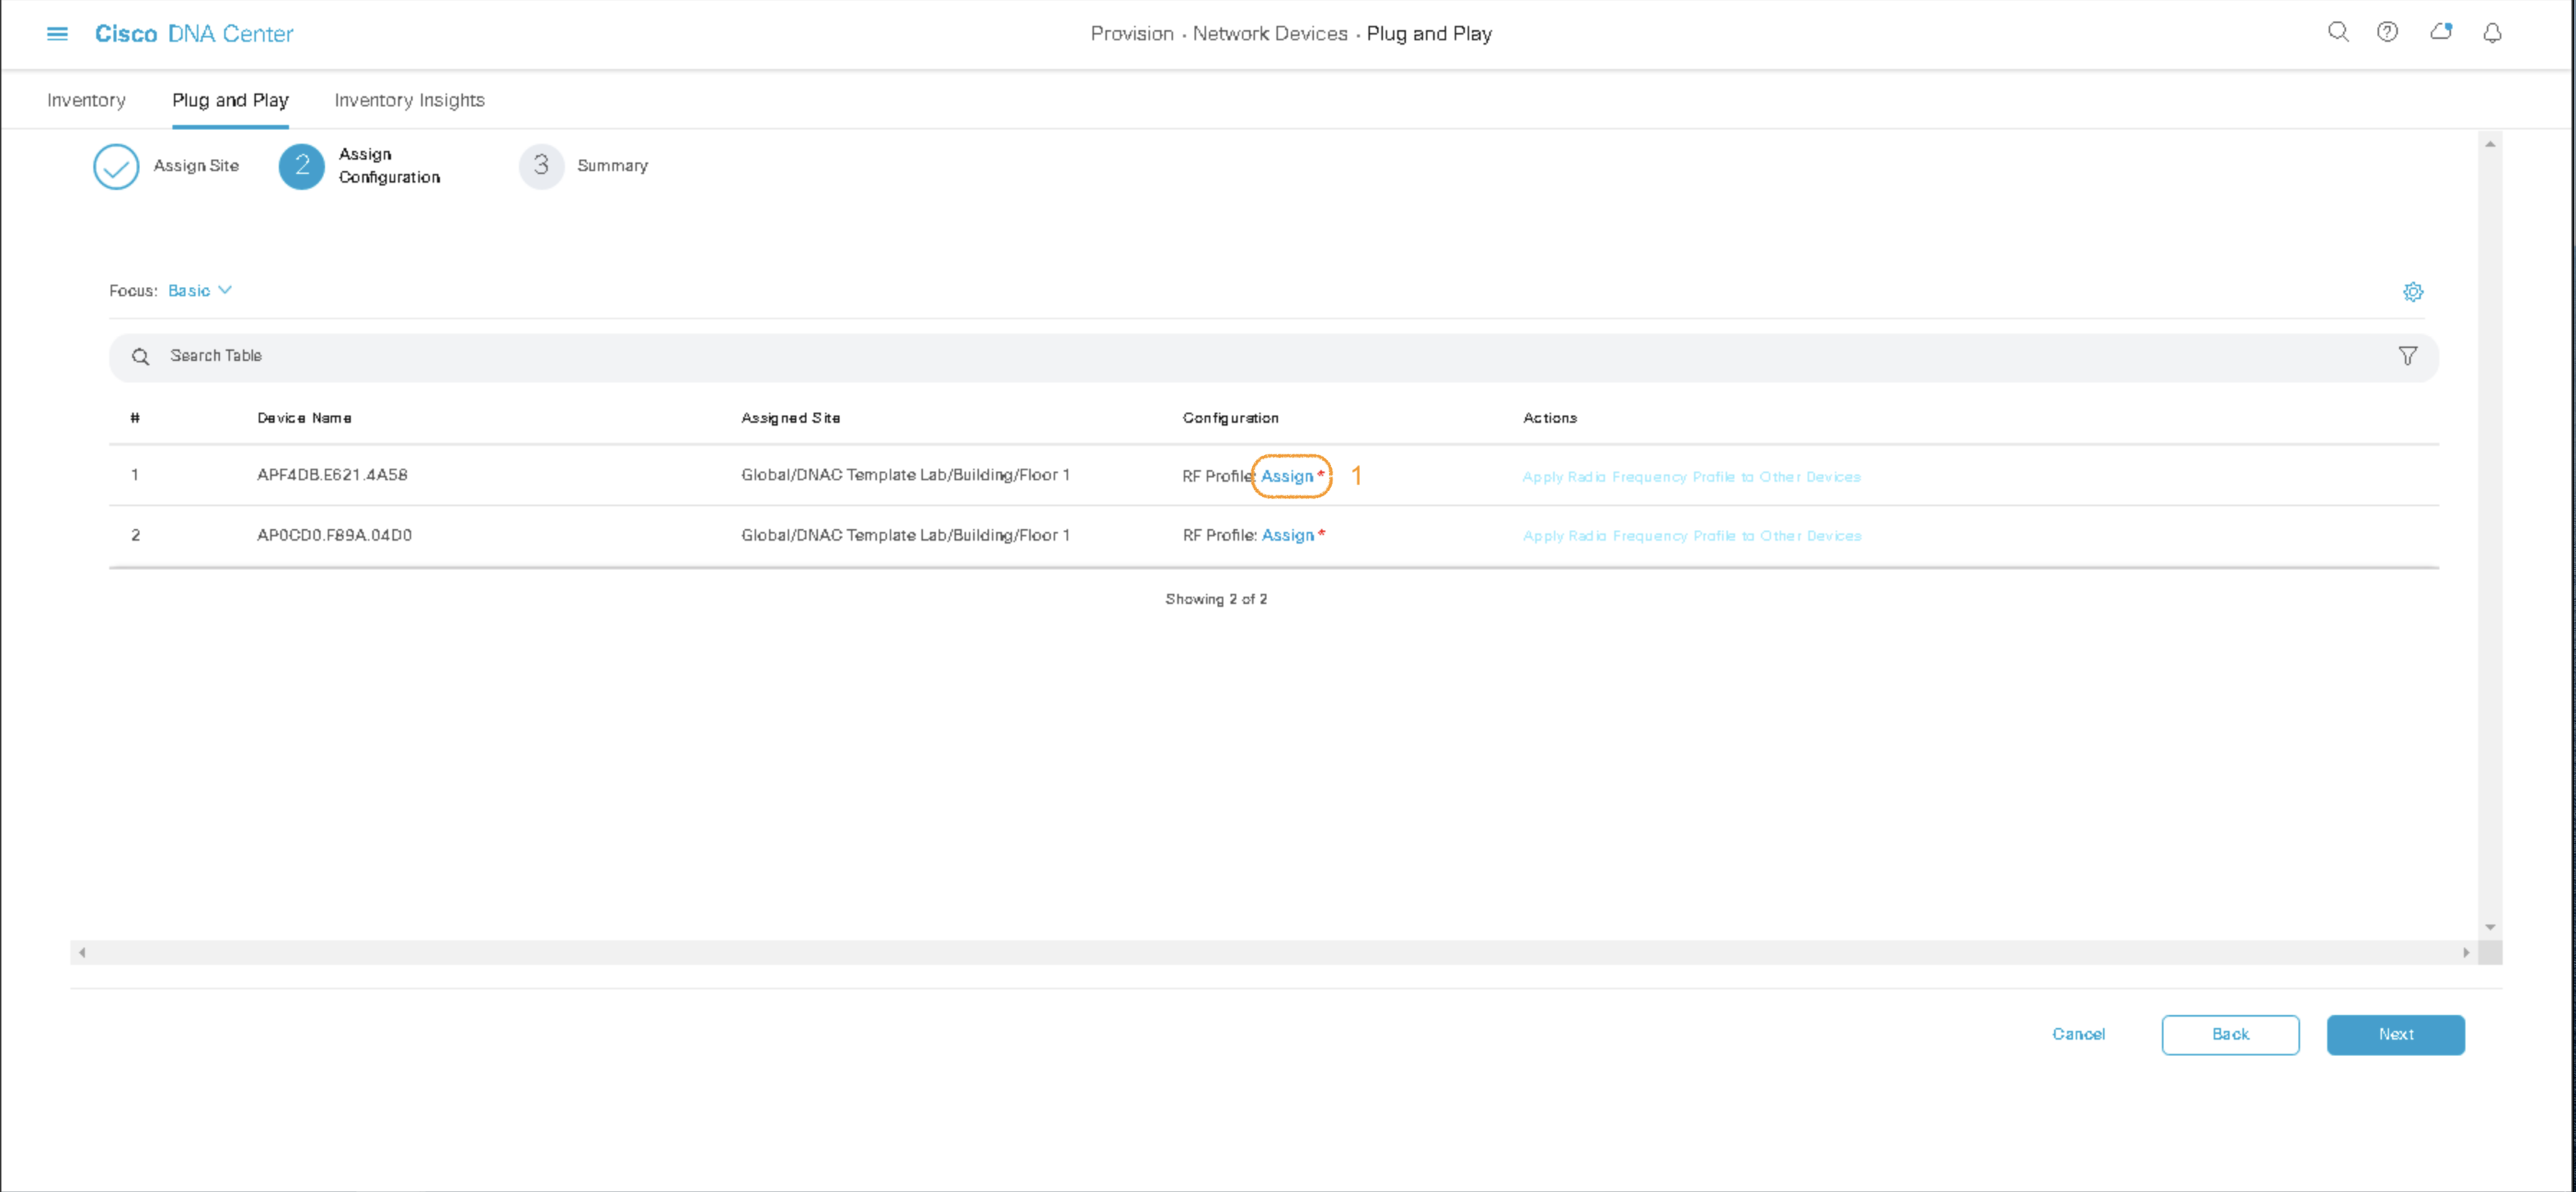 Cisco DNA Center
Provision · Network Devices · Plug and Play
Inventory Plug and Play Inventory Insights
Assign Site
2 Assign Configuration
3 Summary
Focus: Basic
Search Table
# Device Name Assigned Site Configuration Actions
1 APF4DB.E621.4A58 Global/DNAC Template Lab/Building/Floor 1 RF Profile: Assign * 1 Apply Radio Frequency Profile to Other Devices
2 AP0CD0.F89A.04D0 Global/DNAC Template Lab/Building/Floor 1 RF Profile: Assign * Apply Radio Frequency Profile to Other Devices
Showing 2 of 2
Cancel Back Next